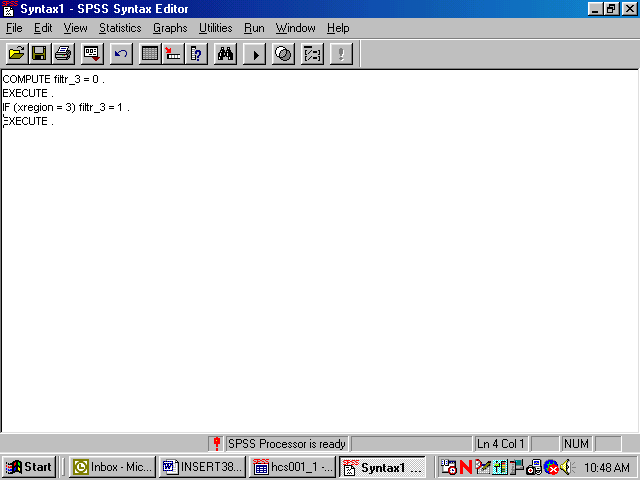 Syntax1 - SPSS Syntax Editor
File Edit View Statistics Graphs Utilities Run Window Help
COMPUTE filtr_3 = 0 .
EXECUTE .
IF (xregion = 3) filtr_3 = 1 .
EXECUTE .
SPSS Processor is ready Ln 4 Col 1 NUM
Start Inbox - Mic... INSERT38... hcs001_1 -... Syntax1 ... 10:48 AM